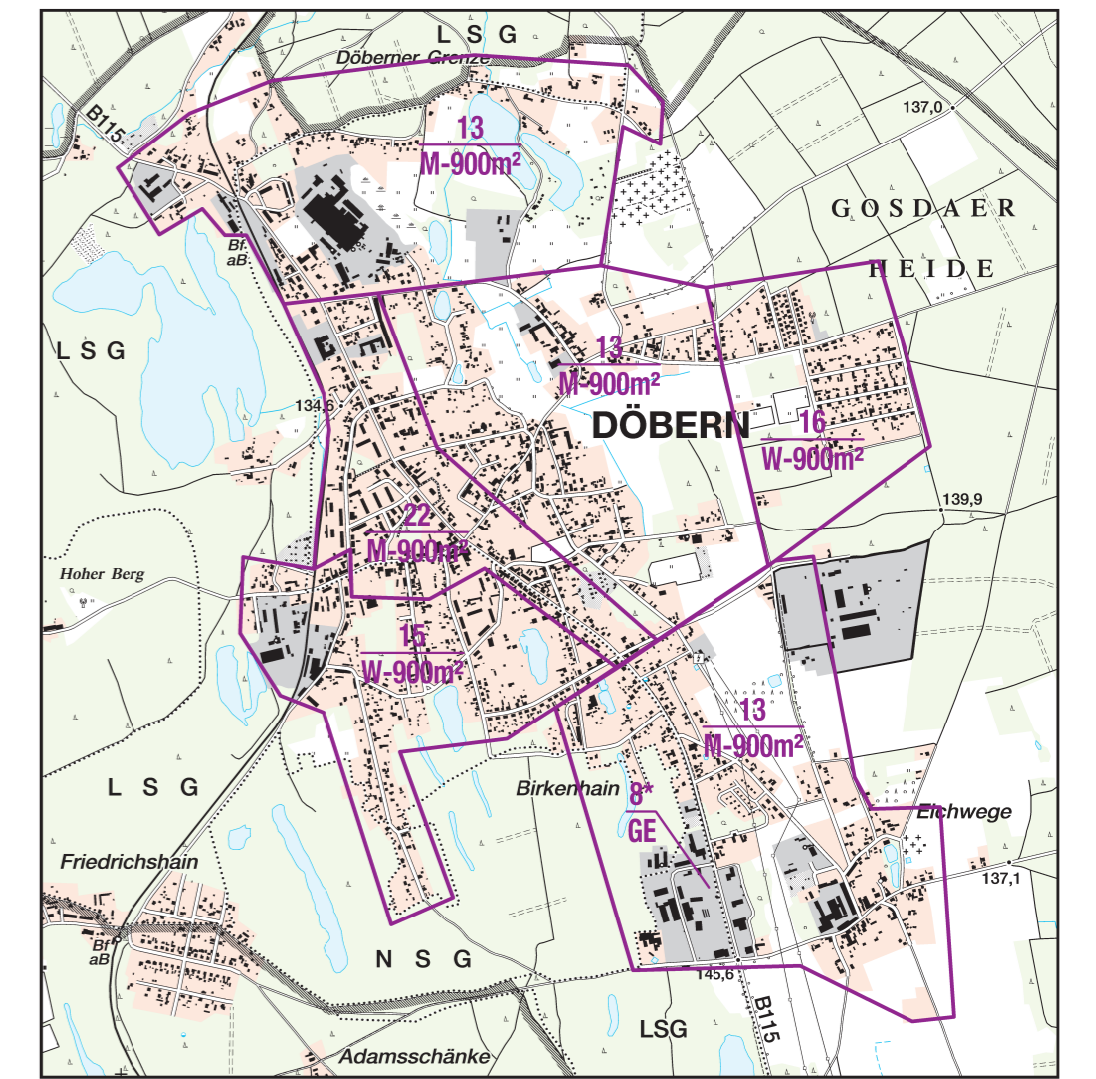 L S G
Döberner Grenze
B115
137,0
13
M-900m²
GOSDAER
HEIDE
Bf
aB
L S G
13
M-900m²
134,6
DÖBERN
16
W-900m²
139,9
22
M-900m²
Hoher Berg
15
W-900m²
13
M-900m²
L S G
Birkenhain
8*
GE
Eichwege
Friedrichshain
137,1
Bf
aB
N S G
145,6
B115
LSG
Adamsschänke